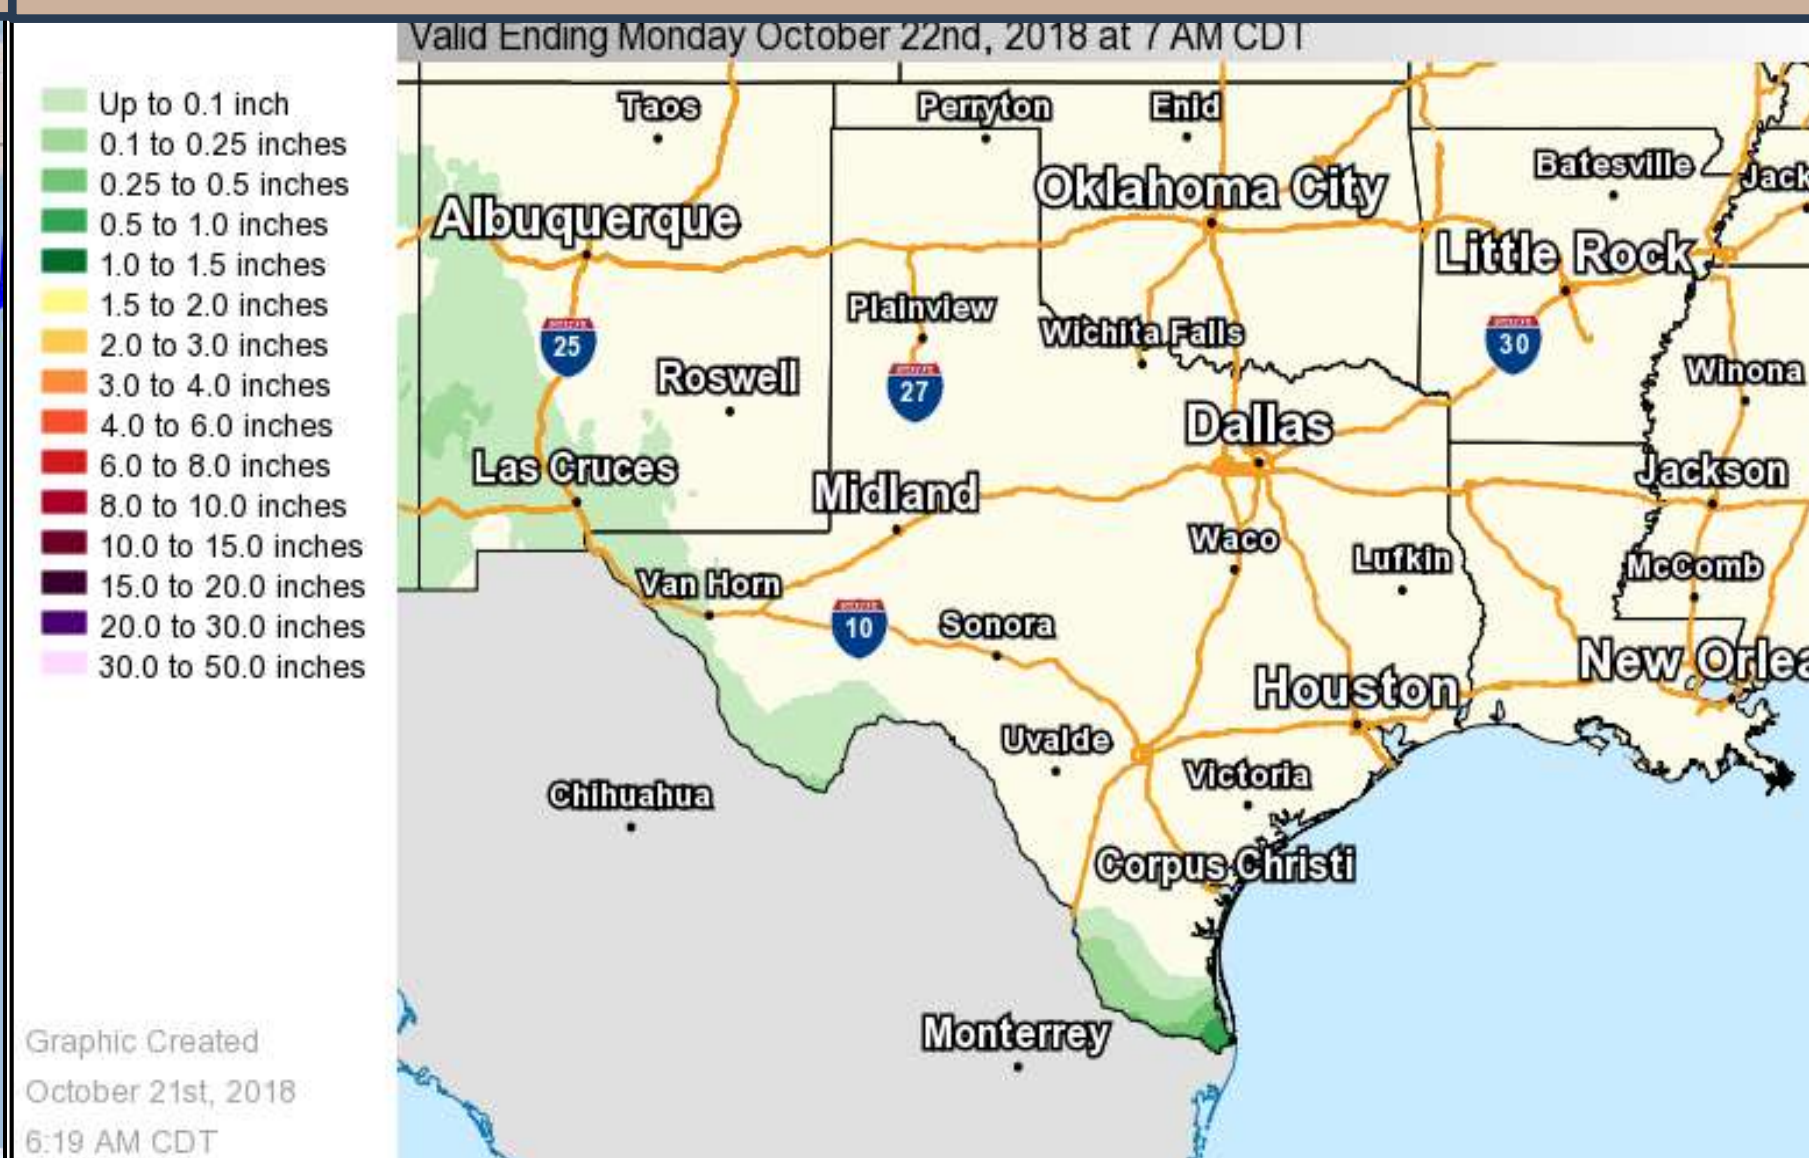 Valid Ending Monday October 22nd, 2018 at 7 AM CDT
Up to 0.1 inch
0.1 to 0.25 inches
0.25 to 0.5 inches
0.5 to 1.0 inches
1.0 to 1.5 inches
1.5 to 2.0 inches
2.0 to 3.0 inches
3.0 to 4.0 inches
4.0 to 6.0 inches
6.0 to 8.0 inches
8.0 to 10.0 inches
10.0 to 15.0 inches
15.0 to 20.0 inches
20.0 to 30.0 inches
30.0 to 50.0 inches
Graphic Created
October 21st, 2018
6:19 AM CDT
Taos
Perryton
Enid
Batesville
Jack
Oklahoma City
Albuquerque
Little Rock
Plainview
Wichita Falls
25
30
Roswell
27
Winona
Dallas
Las Cruces
Midland
Jackson
Waco
Lufkin
McComb
Van Horn
10
Sonora
New Orlea
Houston
Uvalde
Victoria
Chihuahua
Corpus Christi
Monterrey